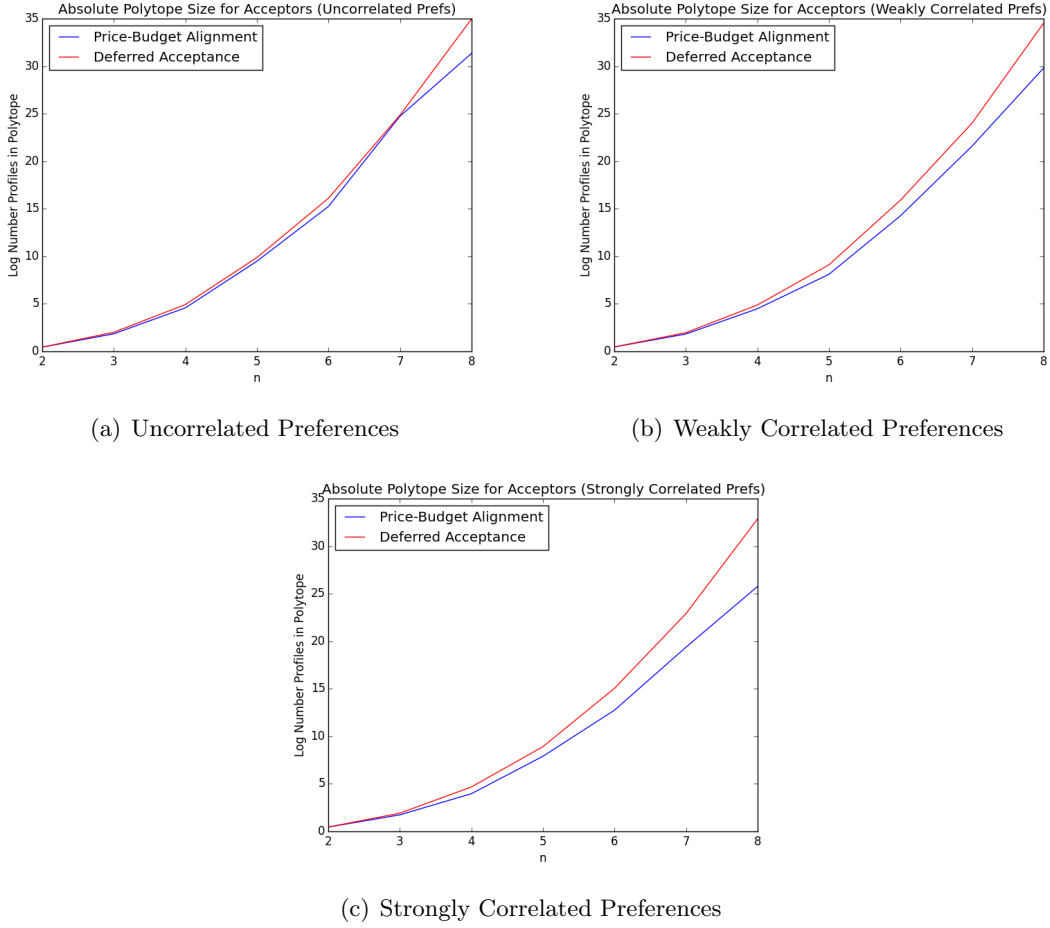 Absolute Polytope Size for Acceptors (Uncorrelated Prefs)
Price-Budget Alignment
Deferred Acceptance
Log Number Profiles in Polytope
35
30
25
20
15
10
5
0
2 3 4 5 6 7 8
n
(a) Uncorrelated Preferences
Absolute Polytope Size for Acceptors (Weakly Correlated Prefs)
Price-Budget Alignment
Deferred Acceptance
Log Number Profiles in Polytope
35
30
25
20
15
10
5
0
2 3 4 5 6 7 8
n
(b) Weakly Correlated Preferences
Absolute Polytope Size for Acceptors (Strongly Correlated Prefs)
Price-Budget Alignment
Deferred Acceptance
Log Number Profiles in Polytope
35
30
25
20
15
10
5
0
2 3 4 5 6 7 8
n
(c) Strongly Correlated Preferences